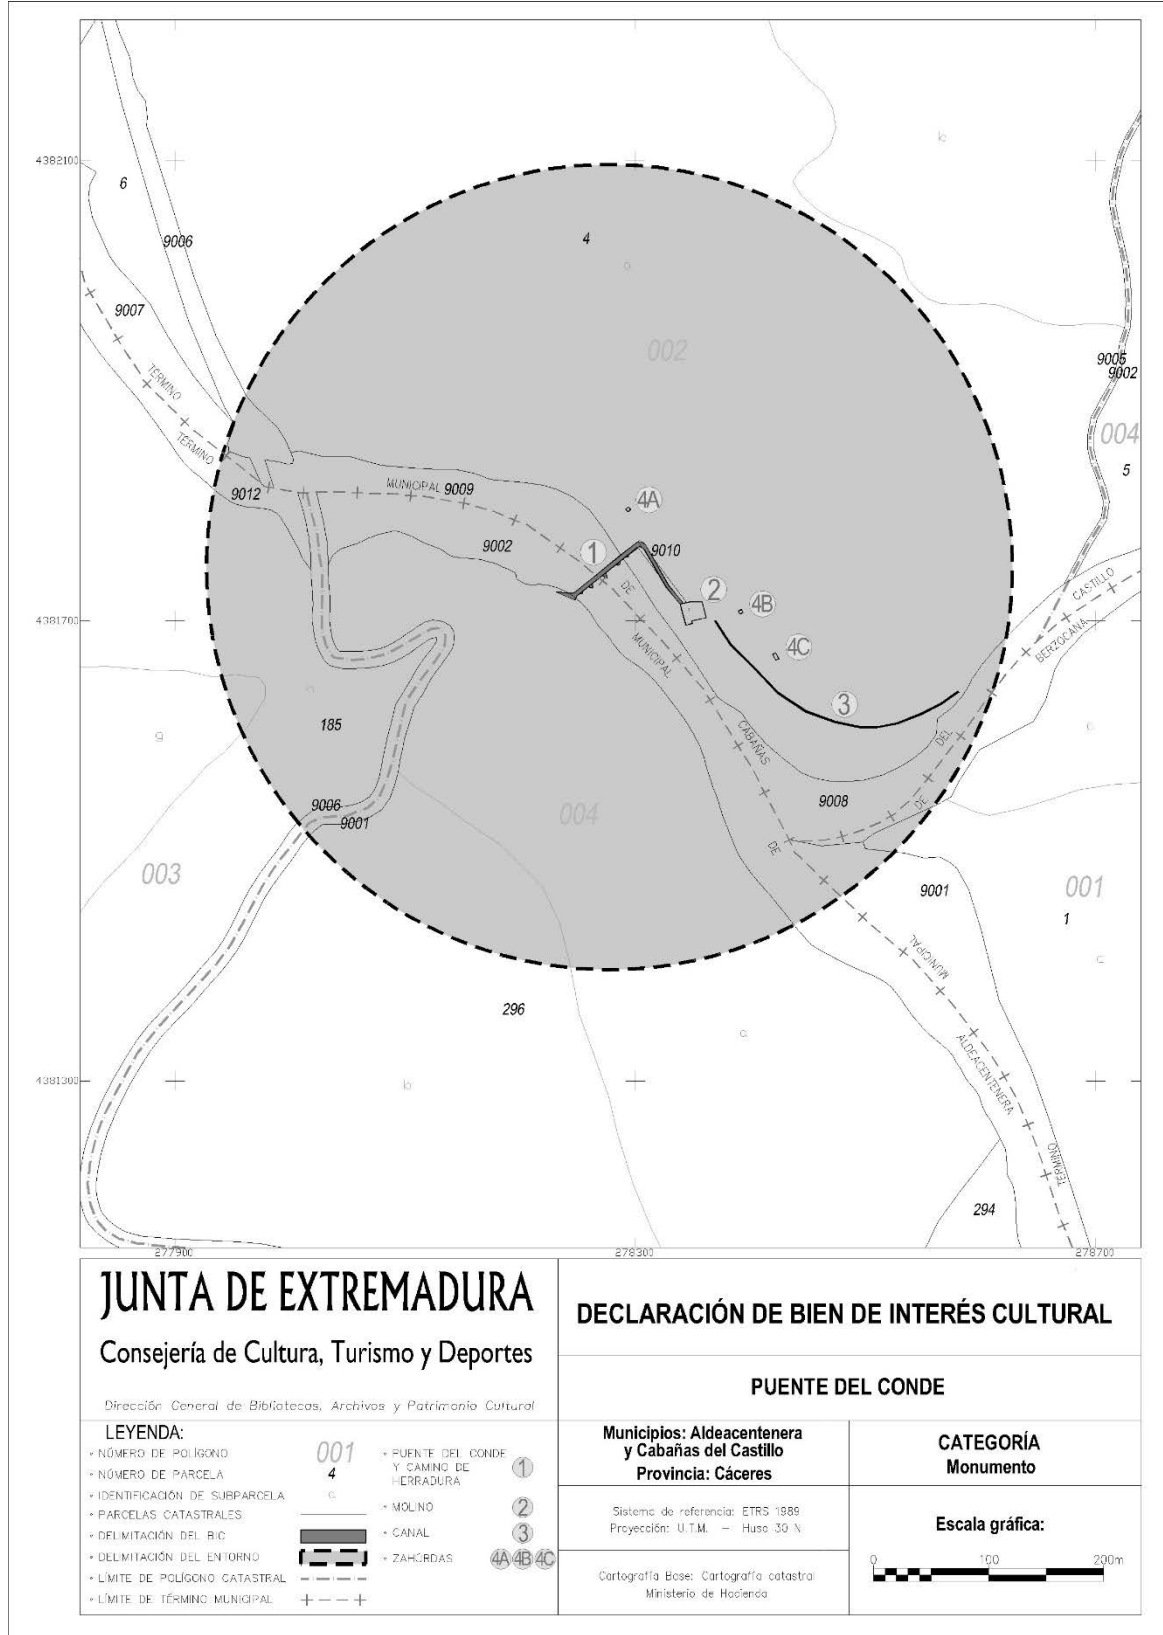 4382100
6
9006
4
b
a
9007
002
9005
9002
004
5
TERMINO
TERMINO
9012
MUNICIPAL
9009
4A
9002
1
9010
CASTILLO
BERZOCANA
4381700
DE
2
4B
MUNICIPAL
4C
3
185
CABAÑAS
DEL
DE
c
g
9008
9006
9001
004
DE
003
9001
001
1
c
MUNICIPAL
296
a
ALDEACENTENERA
4381300
b
TERMINO
294
277900
278300
278700
JUNTA DE EXTREMADURA
Consejería de Cultura, Turismo y Deportes
Dirección General de Bibliotecas, Archivos y Patrimonio Cultural
DECLARACIÓN DE BIEN DE INTERÉS CULTURAL
PUENTE DEL CONDE
LEYENDA:
NÚMERO DE POLÍGONO 001
NÚMERO DE PARCELA 4
IDENTIFICACIÓN DE SUBPARCELA
PARCELAS CATASTRALES
DELIMITACIÓN DEL BIC
DELIMITACIÓN DEL ENTORNO
LÍMITE DE POLÍGONO CATASTRAL
LÍMITE DE TÉRMINO MUNICIPAL
PUENTE DEL CONDE
Y CAMINO DE
HERRADURA
1
MOLINO 2
CANAL 3
ZAHÚRDAS 4A 4B 4C
Municipios: Aldeacentenera
y Cabañas del Castillo
Provincia: Cáceres
CATEGORÍA
Monumento
Sistema de referencia: ETRS 1989
Proyección: U.T.M. – Huso 30 N
Escala gráfica:
0 100 200m
Cartografía Base: Cartografía catastral
Ministerio de Hacienda